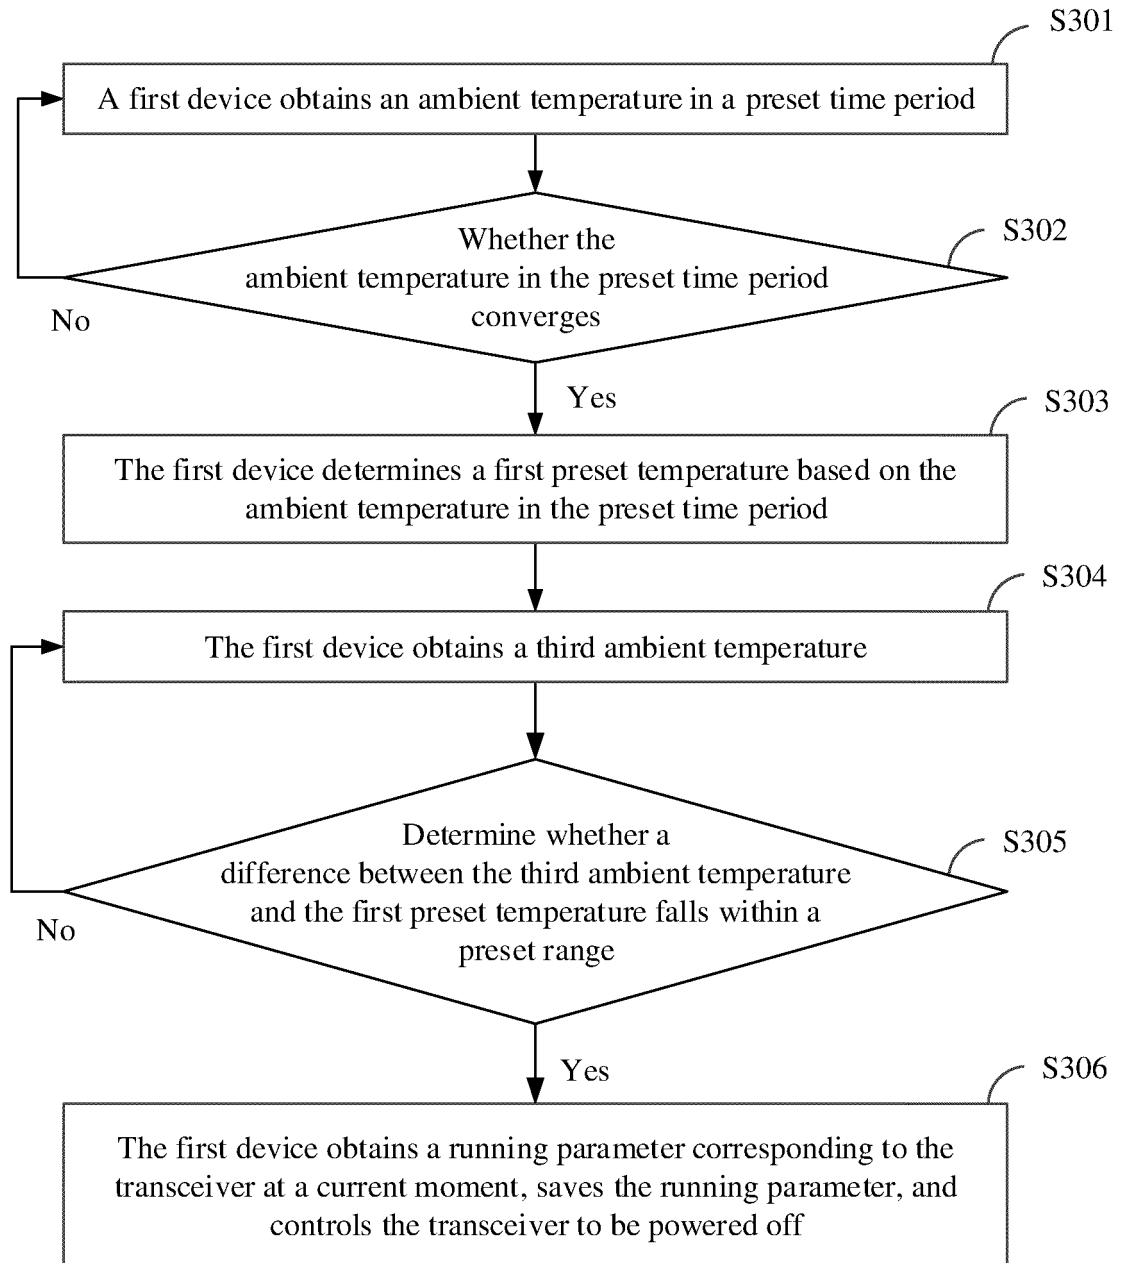 S301
A first device obtains an ambient temperature in a preset time period
S302
Whether the
ambient temperature in the preset time period
converges
No
Yes
S303
The first device determines a first preset temperature based on the
ambient temperature in the preset time period
S304
The first device obtains a third ambient temperature
S305
Determine whether a
difference between the third ambient temperature
and the first preset temperature falls within a
preset range
No
Yes
S306
The first device obtains a running parameter corresponding to the
transceiver at a current moment, saves the running parameter, and
controls the transceiver to be powered off